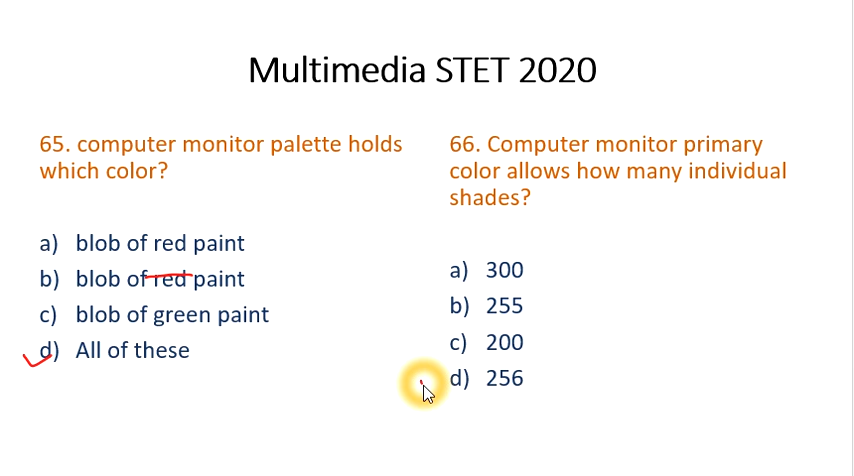 Multimedia STET 2020
65. computer monitor palette holds
which color?
a) blob of red paint
b) blob of red paint
c) blob of green paint
d) All of these
66. Computer monitor primary
color allows how many individual
shades?
a) 300
b) 255
c) 200
d) 256